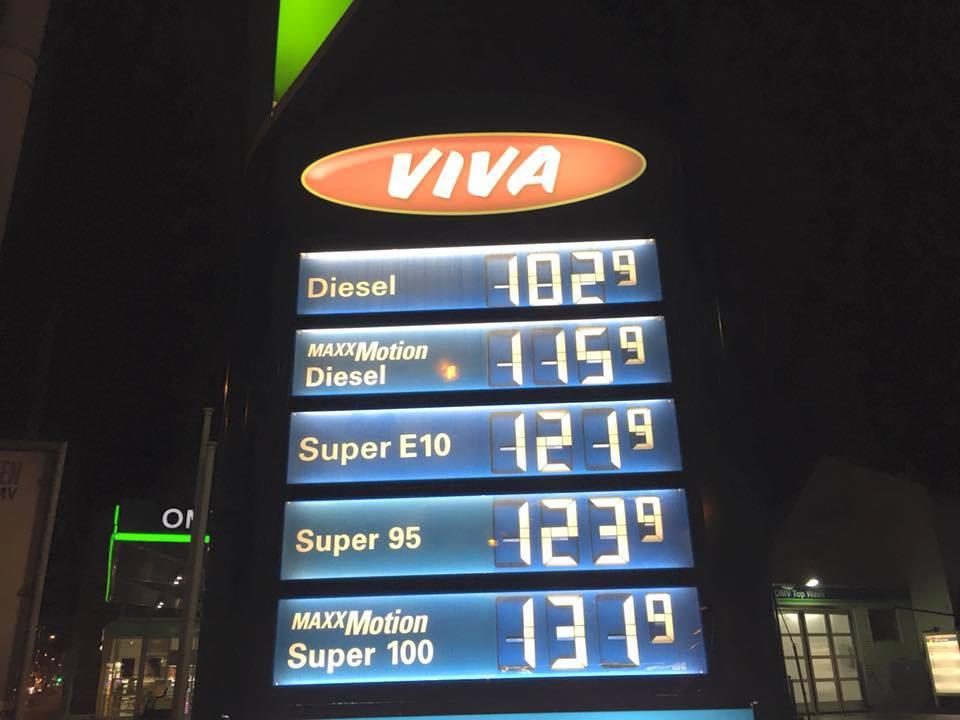 VIVA
Diesel 102⁹
MAXXMotion
Diesel 115⁹
Super E10 121⁹
Super 95 123⁹
MAXXMotion
Super 100 131⁹
OMV Top Wash